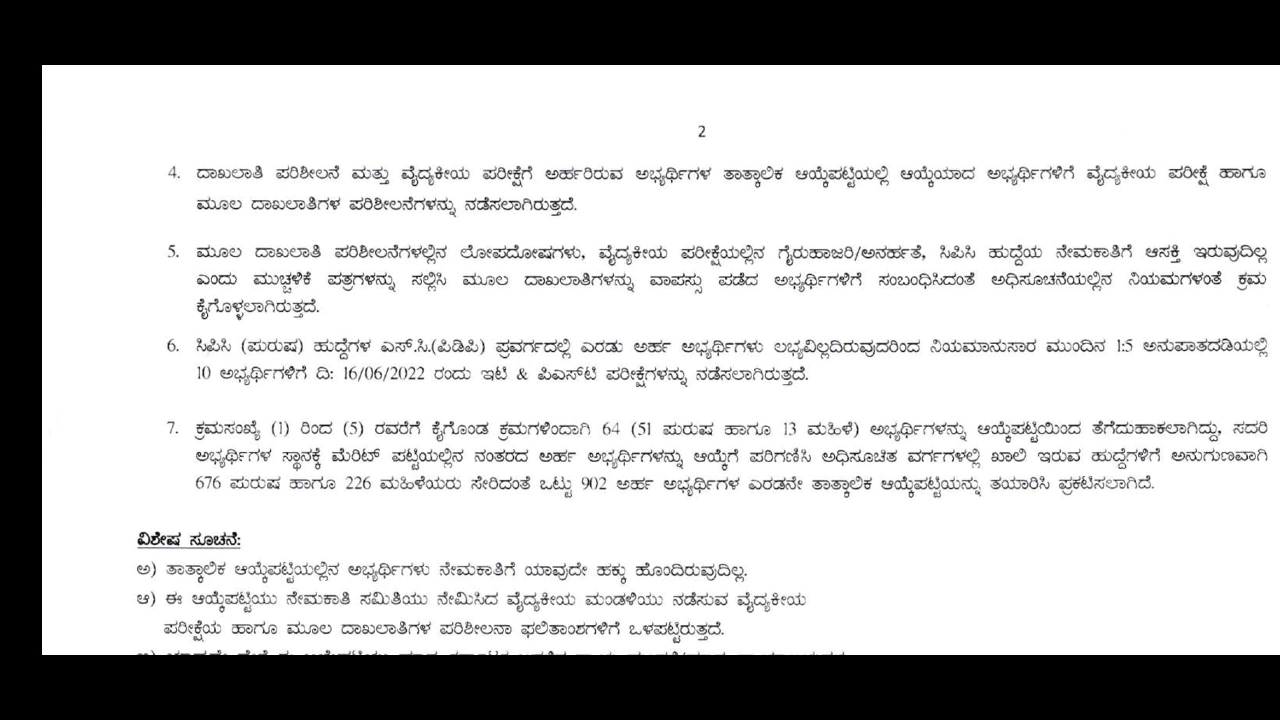 2
4. ದಾಖಲಾತಿ ಪರಿಶೀಲನೆ ಮತ್ತು ವೈದ್ಯಕೀಯ ಪರೀಕ್ಷೆಗೆ ಅರ್ಹರಿರುವ ಅಭ್ಯರ್ಥಿಗಳ ತಾತ್ಕಾಲಿಕ ಆಯ್ಕೆಪಟ್ಟಿಯಲ್ಲಿ ಆಯ್ಕೆಯಾದ ಅಭ್ಯರ್ಥಿಗಳಿಗೆ ವೈದ್ಯಕೀಯ ಪರೀಕ್ಷೆ ಹಾಗೂ
ಮೂಲ ದಾಖಲಾತಿಗಳ ಪರಿಶೀಲನೆಗಳನ್ನು ನಡೆಸಲಾಗಿರುತ್ತದೆ.
5. ಮೂಲ ದಾಖಲಾತಿ ಪರಿಶೀಲನೆಗಳಲ್ಲಿನ ಲೋಪದೋಷಗಳು, ವೈದ್ಯಕೀಯ ಪರೀಕ್ಷೆಯಲ್ಲಿನ ಗೈರುಹಾಜರಿ/ಅನರ್ಹತೆ, ಸಿಪಿಸಿ ಹುದ್ದೆಯ ನೇಮಕಾತಿಗೆ ಆಸಕ್ತಿ ಇರುವುದಿಲ್ಲ
ಎಂದು ಮುಚ್ಚಳಿಕೆ ಪತ್ರಗಳನ್ನು ಸಲ್ಲಿಸಿ ಮೂಲ ದಾಖಲಾತಿಗಳನ್ನು ವಾಪಸ್ಸು ಪಡೆದ ಅಭ್ಯರ್ಥಿಗಳಿಗೆ ಸಂಬಂಧಿಸಿದಂತೆ ಅಧಿಸೂಚನೆಯಲ್ಲಿನ ನಿಯಮಗಳಂತೆ ಕ್ರಮ
ಕೈಗೊಳ್ಳಲಾಗಿರುತ್ತದೆ.
6. ಸಿಪಿಸಿ (ಪುರುಷ) ಹುದ್ದೆಗಳ ಎಸ್.ಸಿ.(ಪಿಡಿಪಿ) ಪ್ರವರ್ಗದಲ್ಲಿ ಎರಡು ಅರ್ಹ ಅಭ್ಯರ್ಥಿಗಳು ಲಭ್ಯವಿಲ್ಲದಿರುವುದರಿಂದ ನಿಯಮಾನುಸಾರ ಮುಂದಿನ 1:5 ಅನುಪಾತದಡಿಯಲ್ಲಿ
10 ಅಭ್ಯರ್ಥಿಗಳಿಗೆ ದಿ: 16/06/2022 ರಂದು ಇಟಿ & ಪಿಎಸ್‌ಟಿ ಪರೀಕ್ಷೆಗಳನ್ನು ನಡೆಸಲಾಗಿರುತ್ತದೆ.
7. ಕ್ರಮಸಂಖ್ಯೆ (1) ರಿಂದ (5) ರವರೆಗೆ ಕೈಗೊಂಡ ಕ್ರಮಗಳಿಂದಾಗಿ 64 (51 ಪುರುಷ ಹಾಗೂ 13 ಮಹಿಳೆ) ಅಭ್ಯರ್ಥಿಗಳನ್ನು ಆಯ್ಕೆಪಟ್ಟಿಯಿಂದ ತೆಗೆದುಹಾಕಲಾಗಿದ್ದು, ಸದರಿ
ಅಭ್ಯರ್ಥಿಗಳ ಸ್ಥಾನಕ್ಕೆ ಮೆರಿಟ್ ಪಟ್ಟಿಯಲ್ಲಿನ ನಂತರದ ಅರ್ಹ ಅಭ್ಯರ್ಥಿಗಳನ್ನು ಆಯ್ಕೆಗೆ ಪರಿಗಣಿಸಿ ಅಧಿಸೂಚಿತ ವರ್ಗಗಳಲ್ಲಿ ಖಾಲಿ ಇರುವ ಹುದ್ದೆಗಳಿಗೆ ಅನುಗುಣವಾಗಿ
676 ಪುರುಷ ಹಾಗೂ 226 ಮಹಿಳೆಯರು ಸೇರಿದಂತೆ ಒಟ್ಟು 902 ಅರ್ಹ ಅಭ್ಯರ್ಥಿಗಳ ಎರಡನೇ ತಾತ್ಕಾಲಿಕ ಆಯ್ಕೆಪಟ್ಟಿಯನ್ನು ತಯಾರಿಸಿ ಪ್ರಕಟಿಸಲಾಗಿದೆ.
ವಿಶೇಷ ಸೂಚನೆ:
ಅ) ತಾತ್ಕಾಲಿಕ ಆಯ್ಕೆಪಟ್ಟಿಯಲ್ಲಿನ ಅಭ್ಯರ್ಥಿಗಳು ನೇಮಕಾತಿಗೆ ಯಾವುದೇ ಹಕ್ಕು ಹೊಂದಿರುವುದಿಲ್ಲ.
ಆ) ಈ ಆಯ್ಕೆಪಟ್ಟಿಯು ನೇಮಕಾತಿ ಸಮಿತಿಯು ನೇಮಿಸಿದ ವೈದ್ಯಕೀಯ ಮಂಡಳಿಯು ನಡೆಸುವ ವೈದ್ಯಕೀಯ
ಪರೀಕ್ಷೆಯ ಹಾಗೂ ಮೂಲ ದಾಖಲಾತಿಗಳ ಪರಿಶೀಲನಾ ಫಲಿತಾಂಶಗಳಿಗೆ ಒಳಪಟ್ಟಿರುತ್ತದೆ.